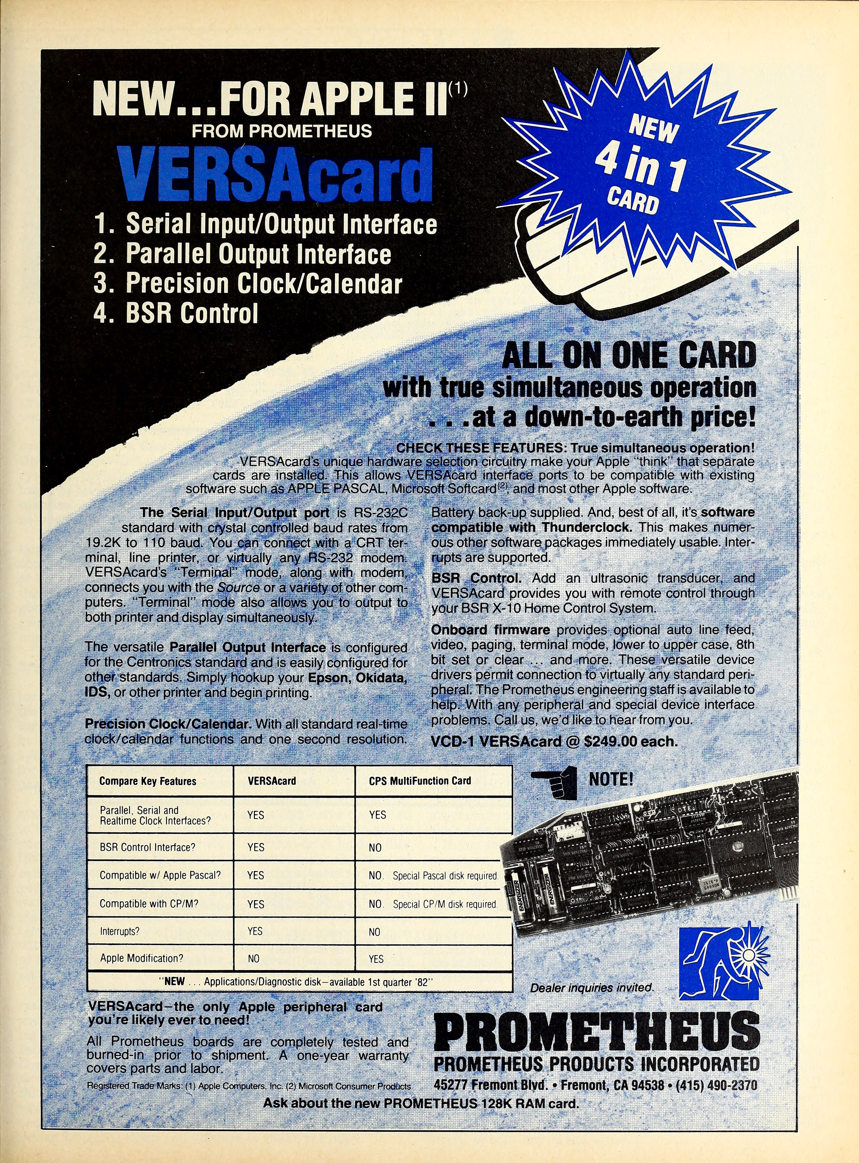 NEW...FOR APPLE II(1)
FROM PROMETHEUS
VERSAcard
1. Serial Input/Output Interface
2. Parallel Output Interface
3. Precision Clock/Calendar
4. BSR Control
NEW
4 in 1
CARD
ALL ON ONE CARD
with true simultaneous operation
. . .at a down-to-earth price!
CHECK THESE FEATURES: True simultaneous operation!
VERSAcard's unique hardware selection circuitry make your Apple "think" that separate
cards are installed. This allows VERSAcard interface ports to be compatible with existing
software such as APPLE PASCAL, Microsoft Softcard(2), and most other Apple software.
The Serial Input/Output port is RS-232C
standard with crystal controlled baud rates from
19.2K to 110 baud. You can connect with a CRT ter-
minal, line printer, or virtually any RS-232 modem.
VERSAcard's "Terminal" mode, along with modem,
connects you with the Source or a variety of other com-
puters. "Terminal" mode also allows you to output to
both printer and display simultaneously.
The versatile Parallel Output Interface is configured
for the Centronics standard and is easily configured for
other standards. Simply hookup your Epson, Okidata,
IDS, or other printer and begin printing.
Precision Clock/Calendar. With all standard real-time
clock/calendar functions and one second resolution.
Battery back-up supplied. And, best of all, it's software
compatible with Thunderclock. This makes numer-
ous other software packages immediately usable. Inter-
rupts are supported.
BSR Control. Add an ultrasonic transducer, and
VERSAcard provides you with remote control through
your BSR X-10 Home Control System.
Onboard firmware provides optional auto line feed,
video, paging, terminal mode, lower to upper case, 8th
bit set or clear ... and more. These versatile device
drivers permit connection to virtually any standard peri-
pheral. The Prometheus engineering staff is available to
help. With any peripheral and special device interface
problems. Call us, we'd like to hear from you.
VCD-1 VERSAcard @ $249.00 each.
Compare Key Features VERSAcard CPS MultiFunction Card
Parallel, Serial and
Realtime Clock Interfaces? YES YES
BSR Control Interface? YES NO
Compatible w/ Apple Pascal? YES NO. Special Pascal disk required.
Compatible with CP/M? YES NO. Special CP/M disk required.
Interrupts? YES NO
Apple Modification? NO YES
"NEW ... Applications/Diagnostic disk—available 1st quarter '82"
NOTE!
Dealer inquiries invited.
VERSAcard—the only Apple peripheral card
you're likely ever to need!
All Prometheus boards are completely tested and
burned-in prior to shipment. A one-year warranty
covers parts and labor.
Registered Trade Marks: (1) Apple Computers, Inc. (2) Microsoft Consumer Products
PROMETHEUS
PROMETHEUS PRODUCTS INCORPORATED
45277 Fremont Blvd. • Fremont, CA 94538 • (415) 490-2370
Ask about the new PROMETHEUS 128K RAM card.